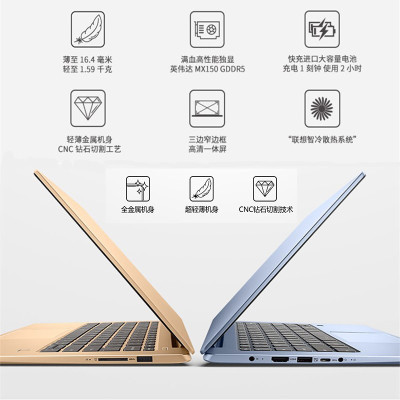 薄至 16.4 毫米
轻至 1.59 千克
满血高性能独显
英伟达 MX150 GDDR5
快充进口大容量电池
充电 1 刻钟 使用 2 小时
轻薄金属机身
CNC 钻石切割工艺
三边窄边框
高清一体屏
“联想智冷散热系统”
全金属机身
超轻薄机身
CNC钻石切割技术